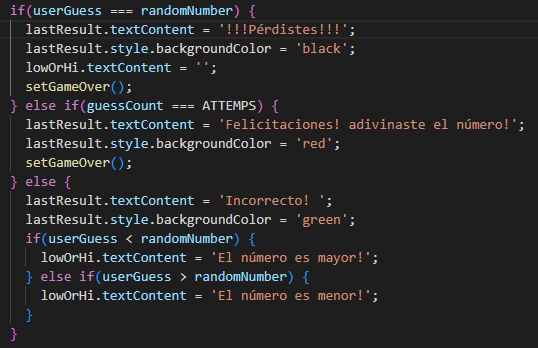 if(userGuess === randomNumber) {
lastResult.textContent = '!!!Pérdistes!!!';
lastResult.style.backgroundColor = 'black';
lowOrHi.textContent = '';
setGameOver();
} else if(guessCount === ATTEMPS) {
lastResult.textContent = 'Felicitaciones! adivinaste el número!';
lastResult.style.backgroundColor = 'red';
setGameOver();
} else {
lastResult.textContent = 'Incorrecto! ';
lastResult.style.backgroundColor = 'green';
if(userGuess < randomNumber) {
lowOrHi.textContent = 'El número es mayor!';
} else if(userGuess > randomNumber) {
lowOrHi.textContent = 'El número es menor!';
}
}